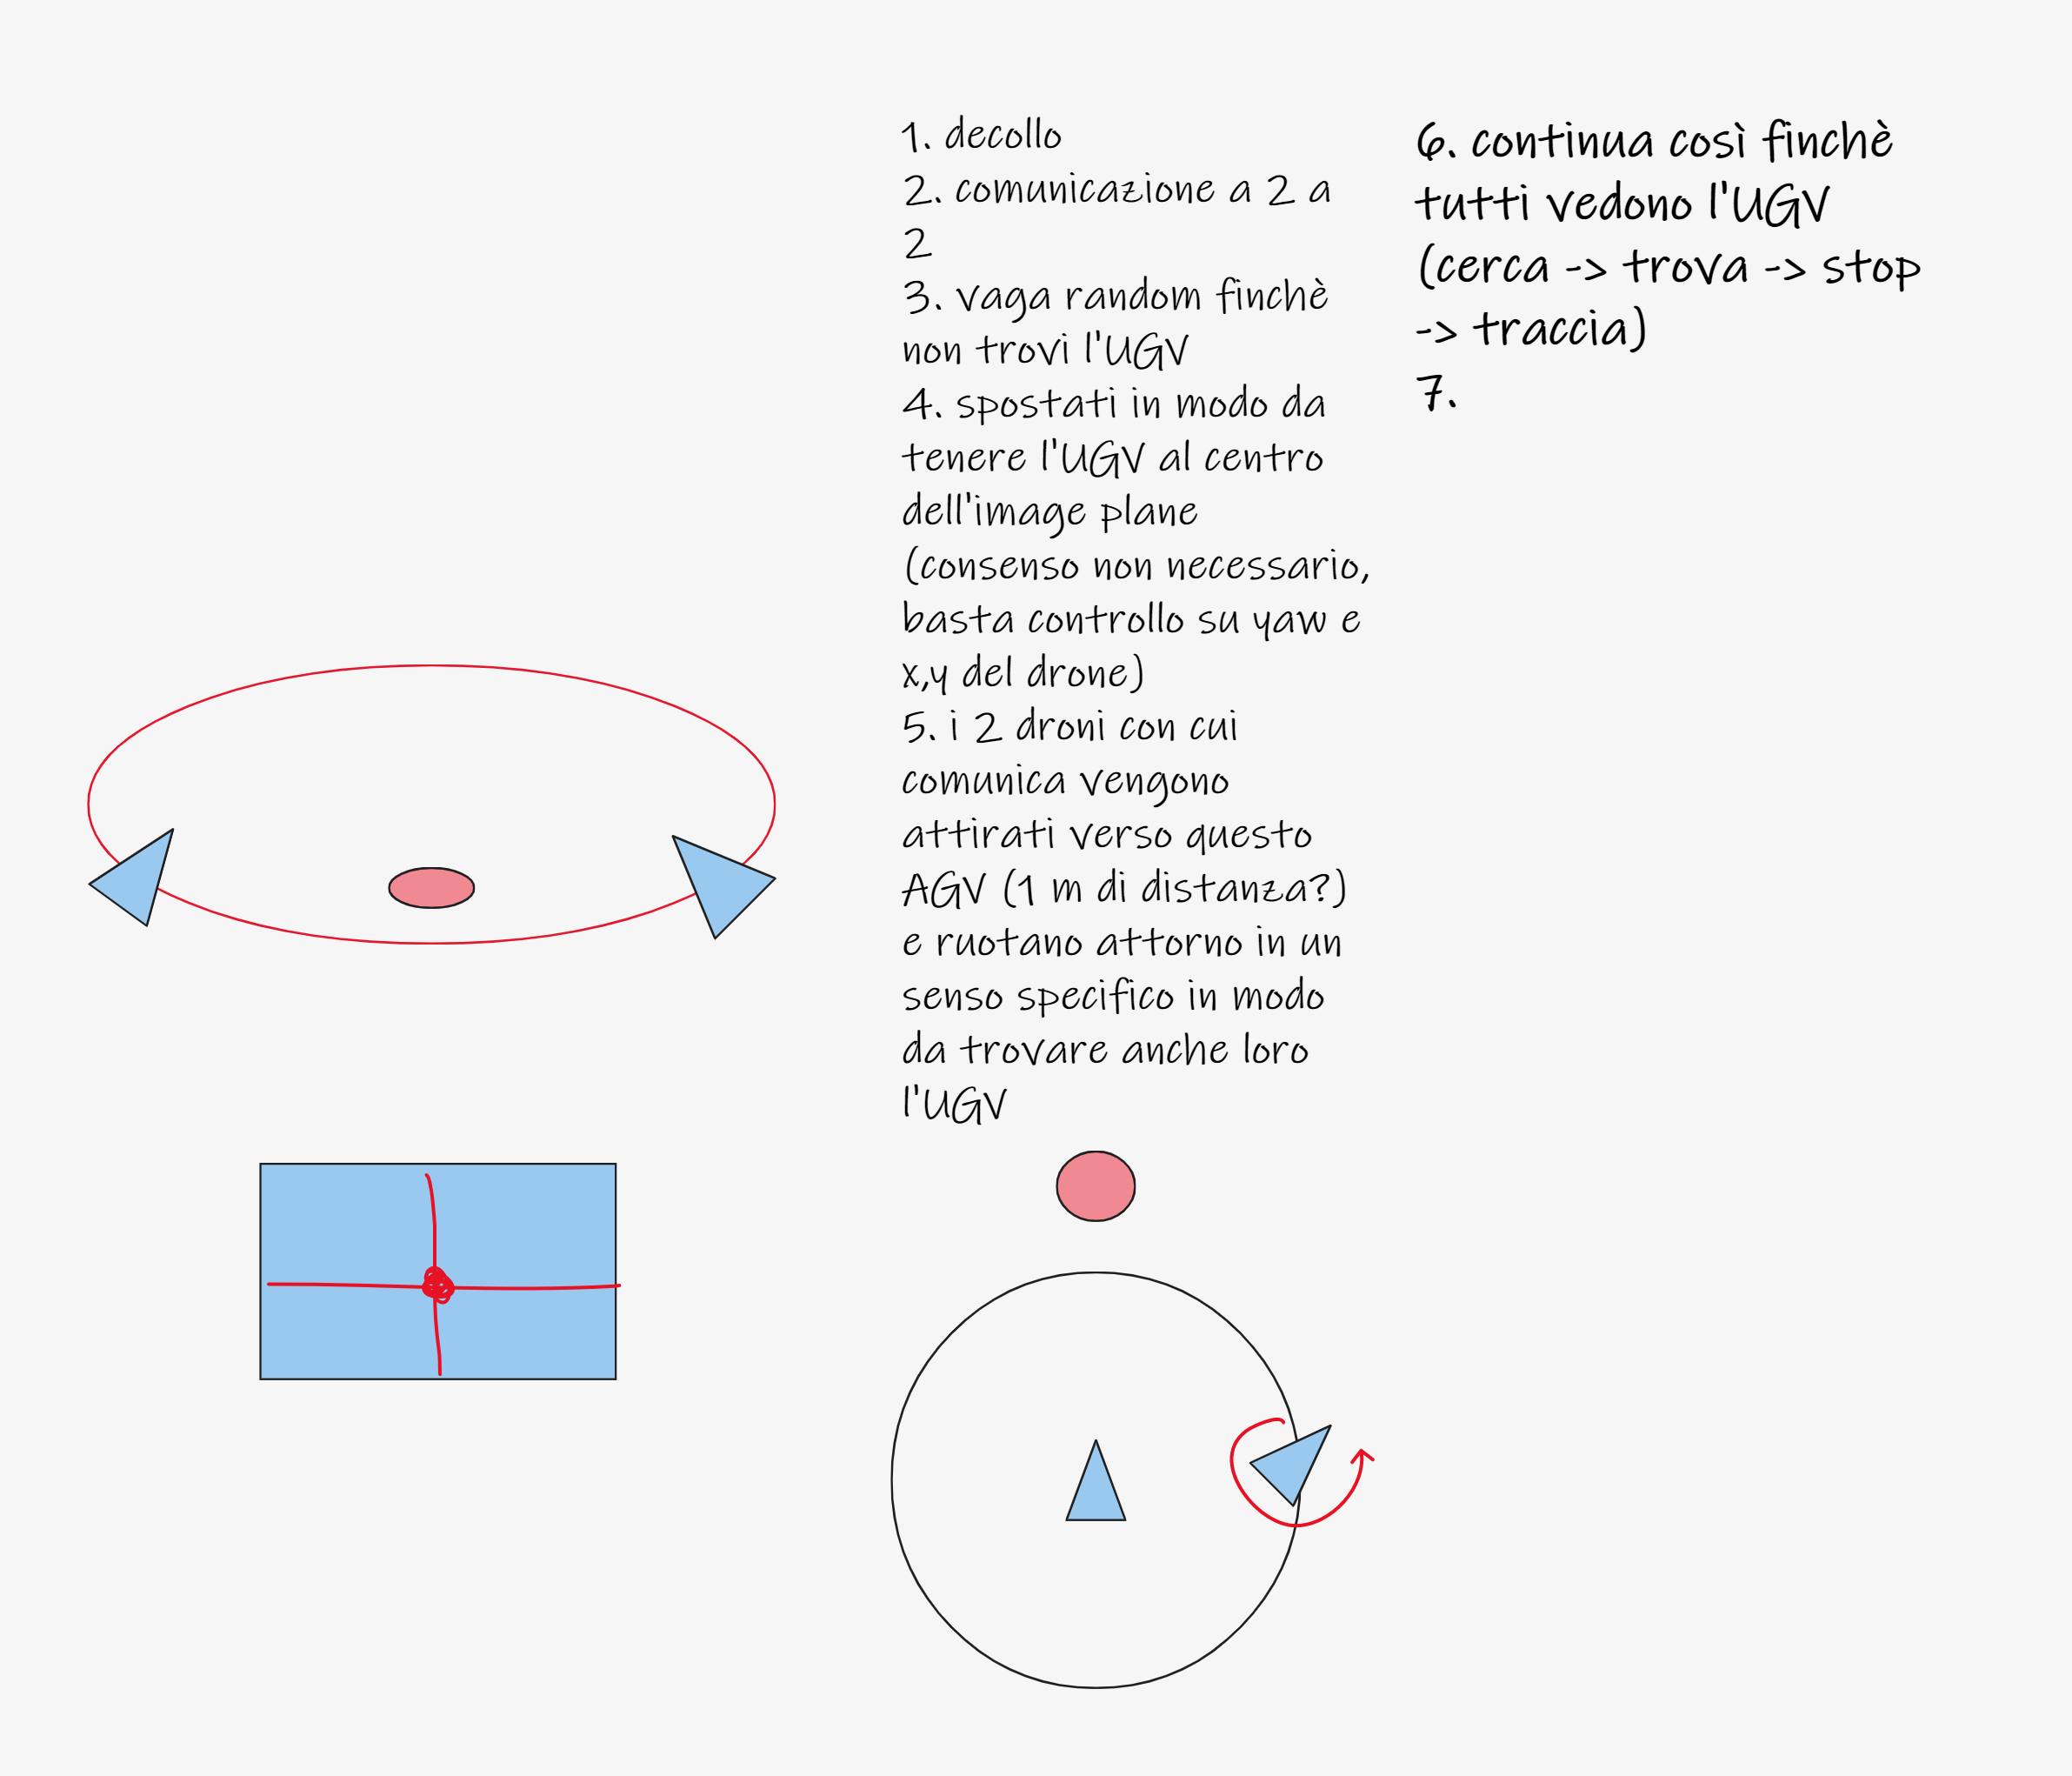 1. decollo
2. comunicazione a 2 a
2
3. vaga random finchè
non trovi l'UGV
4. spostati in modo da
tenere l'UGV al centro
dell'image plane
(consenso non necessario,
basta controllo su yaw e
x,y del drone)
5. i 2 droni con cui
comunica vengono
attirati verso questo
AGV (1 m di distanza?)
e ruotano attorno in un
senso specifico in modo
da trovare anche loro
l'UGV
6. continua così finchè
tutti vedono l'UGV
(cerca -> trova -> stop
-> traccia)
7.